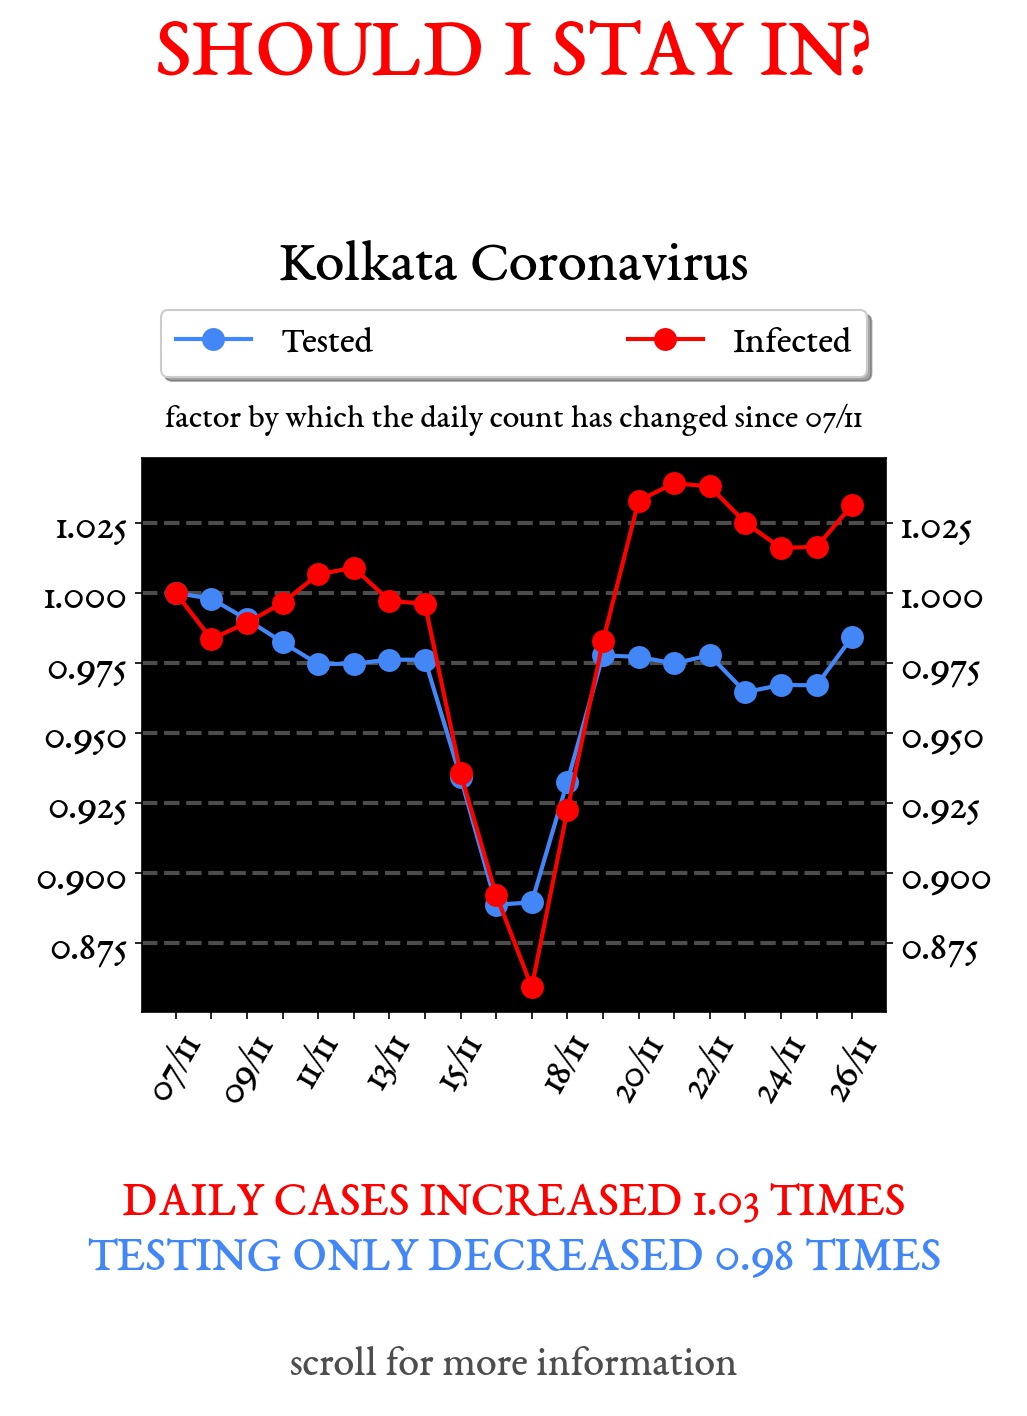 SHOULD I STAY IN?
Kolkata Coronavirus
Tested Infected
factor by which the daily count has changed since 07/11
1.025 1.025
1.000 1.000
0.975 0.975
0.950 0.950
0.925 0.925
0.900 0.900
0.875 0.875
07/11 09/11 11/11 13/11 15/11 18/11 20/11 22/11 24/11 26/11
DAILY CASES INCREASED 1.03 TIMES
TESTING ONLY DECREASED 0.98 TIMES
scroll for more information